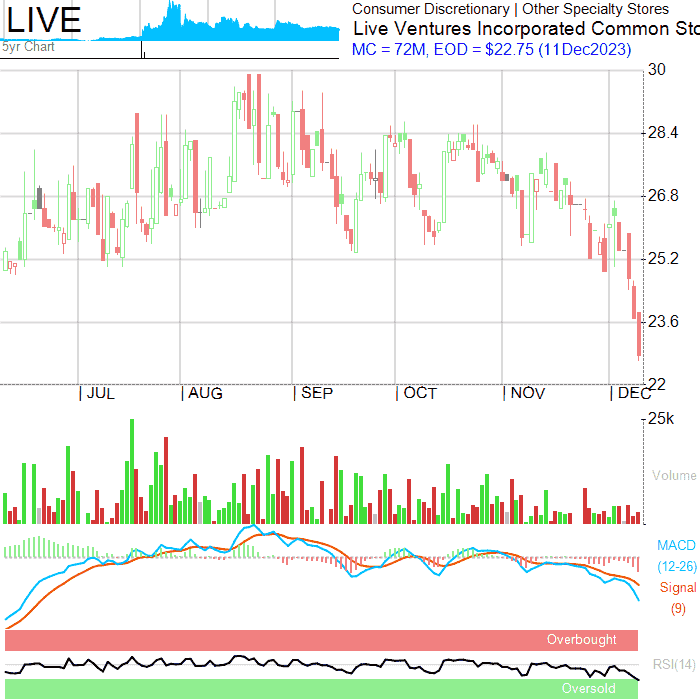 LIVE
5yr Chart
Consumer Discretionary | Other Specialty Stores
Live Ventures Incorporated Common Sto
MC = 72M, EOD = $22.75 (11Dec2023)
30
28.4
26.8
25.2
23.6
22
| JUL | AUG | SEP | OCT | NOV | DEC
25k
Volume
MACD
(12-26)
Signal
(9)
Overbought
RSI(14)
Oversold